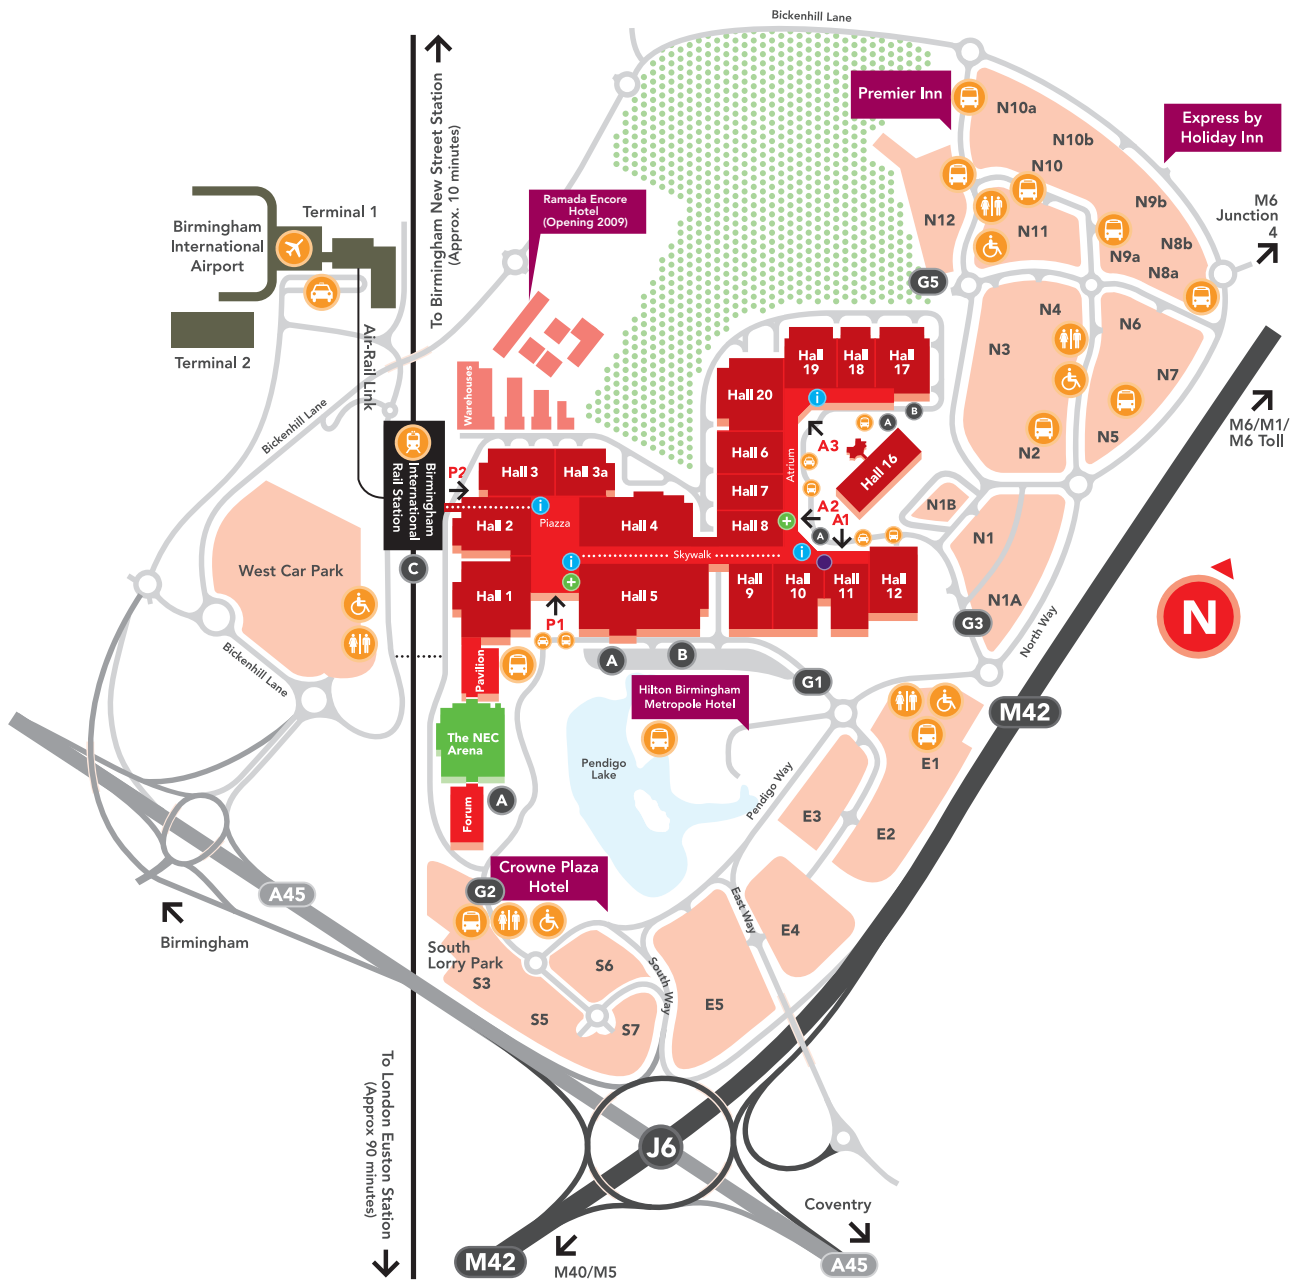 Bickenhill Lane
To Birmingham New Street Station
(Approx. 10 minutes)
Premier Inn
Express by
Holiday Inn
N10a
N10b
N10
N9b
N12
N11
N9a
N8b
N8a
M6
Junction
4
G5
Ramada Encore
Hotel
(Opening 2009)
Terminal 1
Birmingham
International
Airport
Terminal 2
Air-Rail Link
Bickenhill Lane
Warehouses
N4
N3
N6
N7
N2
N5
M6/M1/
M6 Toll
Hall
19
Hall
18
Hall
17
Hall 20
i
B
A
A3
Hall 6
Atrium
Hall 16
Hall 7
Hall 8
A2
A1
A
i
Birmingham
International
Rail Station
P2
Hall 3
Hall 3a
i
Piazza
Hall 2
Hall 4
Skywalk
i
Hall 1
Hall 5
Hall
9
Hall
10
Hall
11
Hall
12
P1
C
West Car Park
N1B
N1
N1A
G3
North Way
N
Bickenhill Lane
Pavilion
A
B
G1
Hilton Birmingham
Metropole Hotel
The NEC
Arena
Pendigo
Lake
A
Forum
M42
E1
Pendigo Way
E3
E2
Crowne Plaza
Hotel
G2
A45
Birmingham
South
Lorry Park
East Way
E4
S3
S6
South Way
S5
S7
E5
To London Euston Station
(Approx 90 minutes)
J6
Coventry
M42
M40/M5
A45